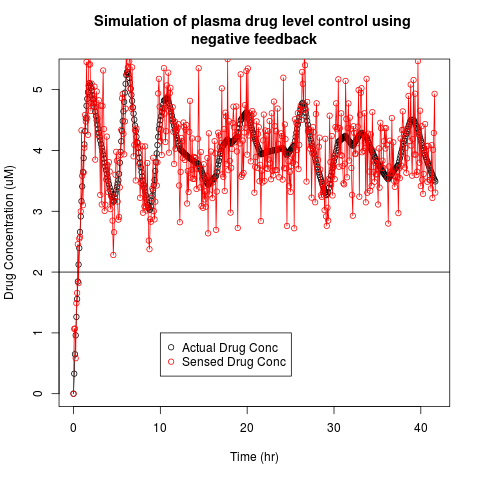 Simulation of plasma drug level control using
negative feedback
Drug Concentration (uM)
5
4
3
2
1
0
Actual Drug Conc
Sensed Drug Conc
0 10 20 30 40
Time (hr)